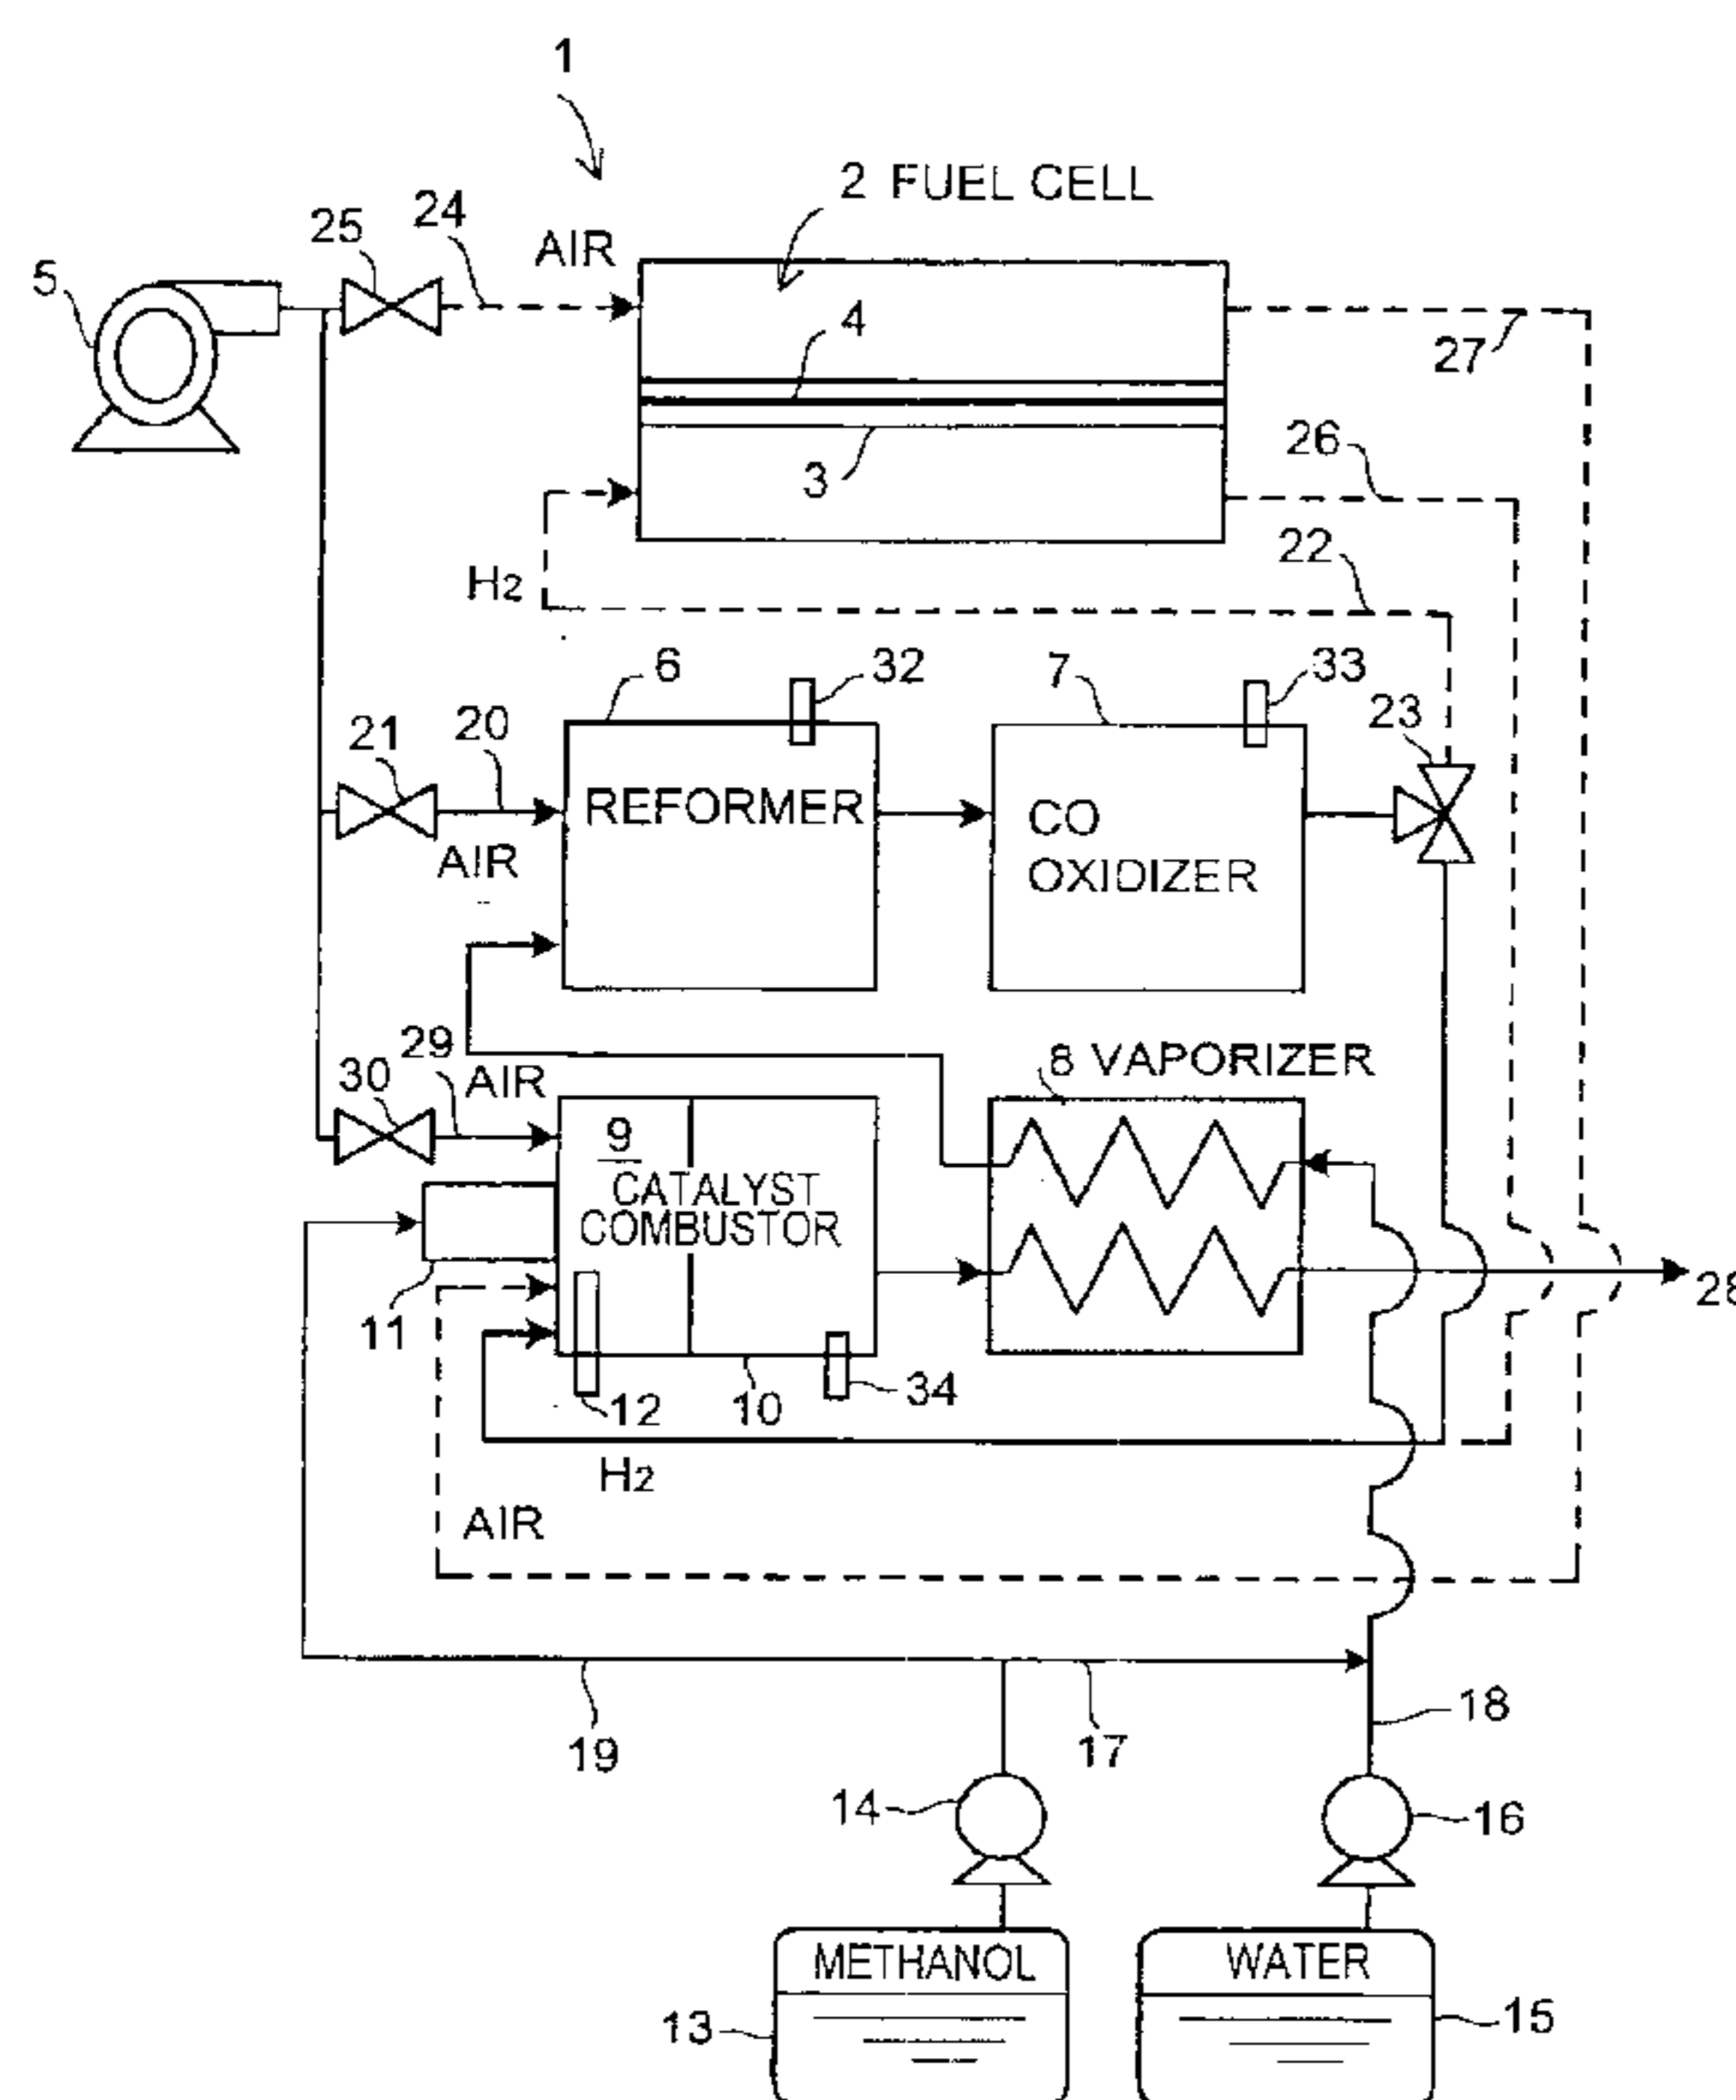 1
2 FUEL CELL
25
24
AIR
5
4
27
3
26
22
H2
6
32
7
33
23
21
20
REFORMER
CO
OXIDIZER
AIR
29
AIR
30
8 VAPORIZER
9
CATALYST
COMBUSTOR
28
11
12
10
34
H2
AIR
19
17
18
14
16
METHANOL
WATER
13
15